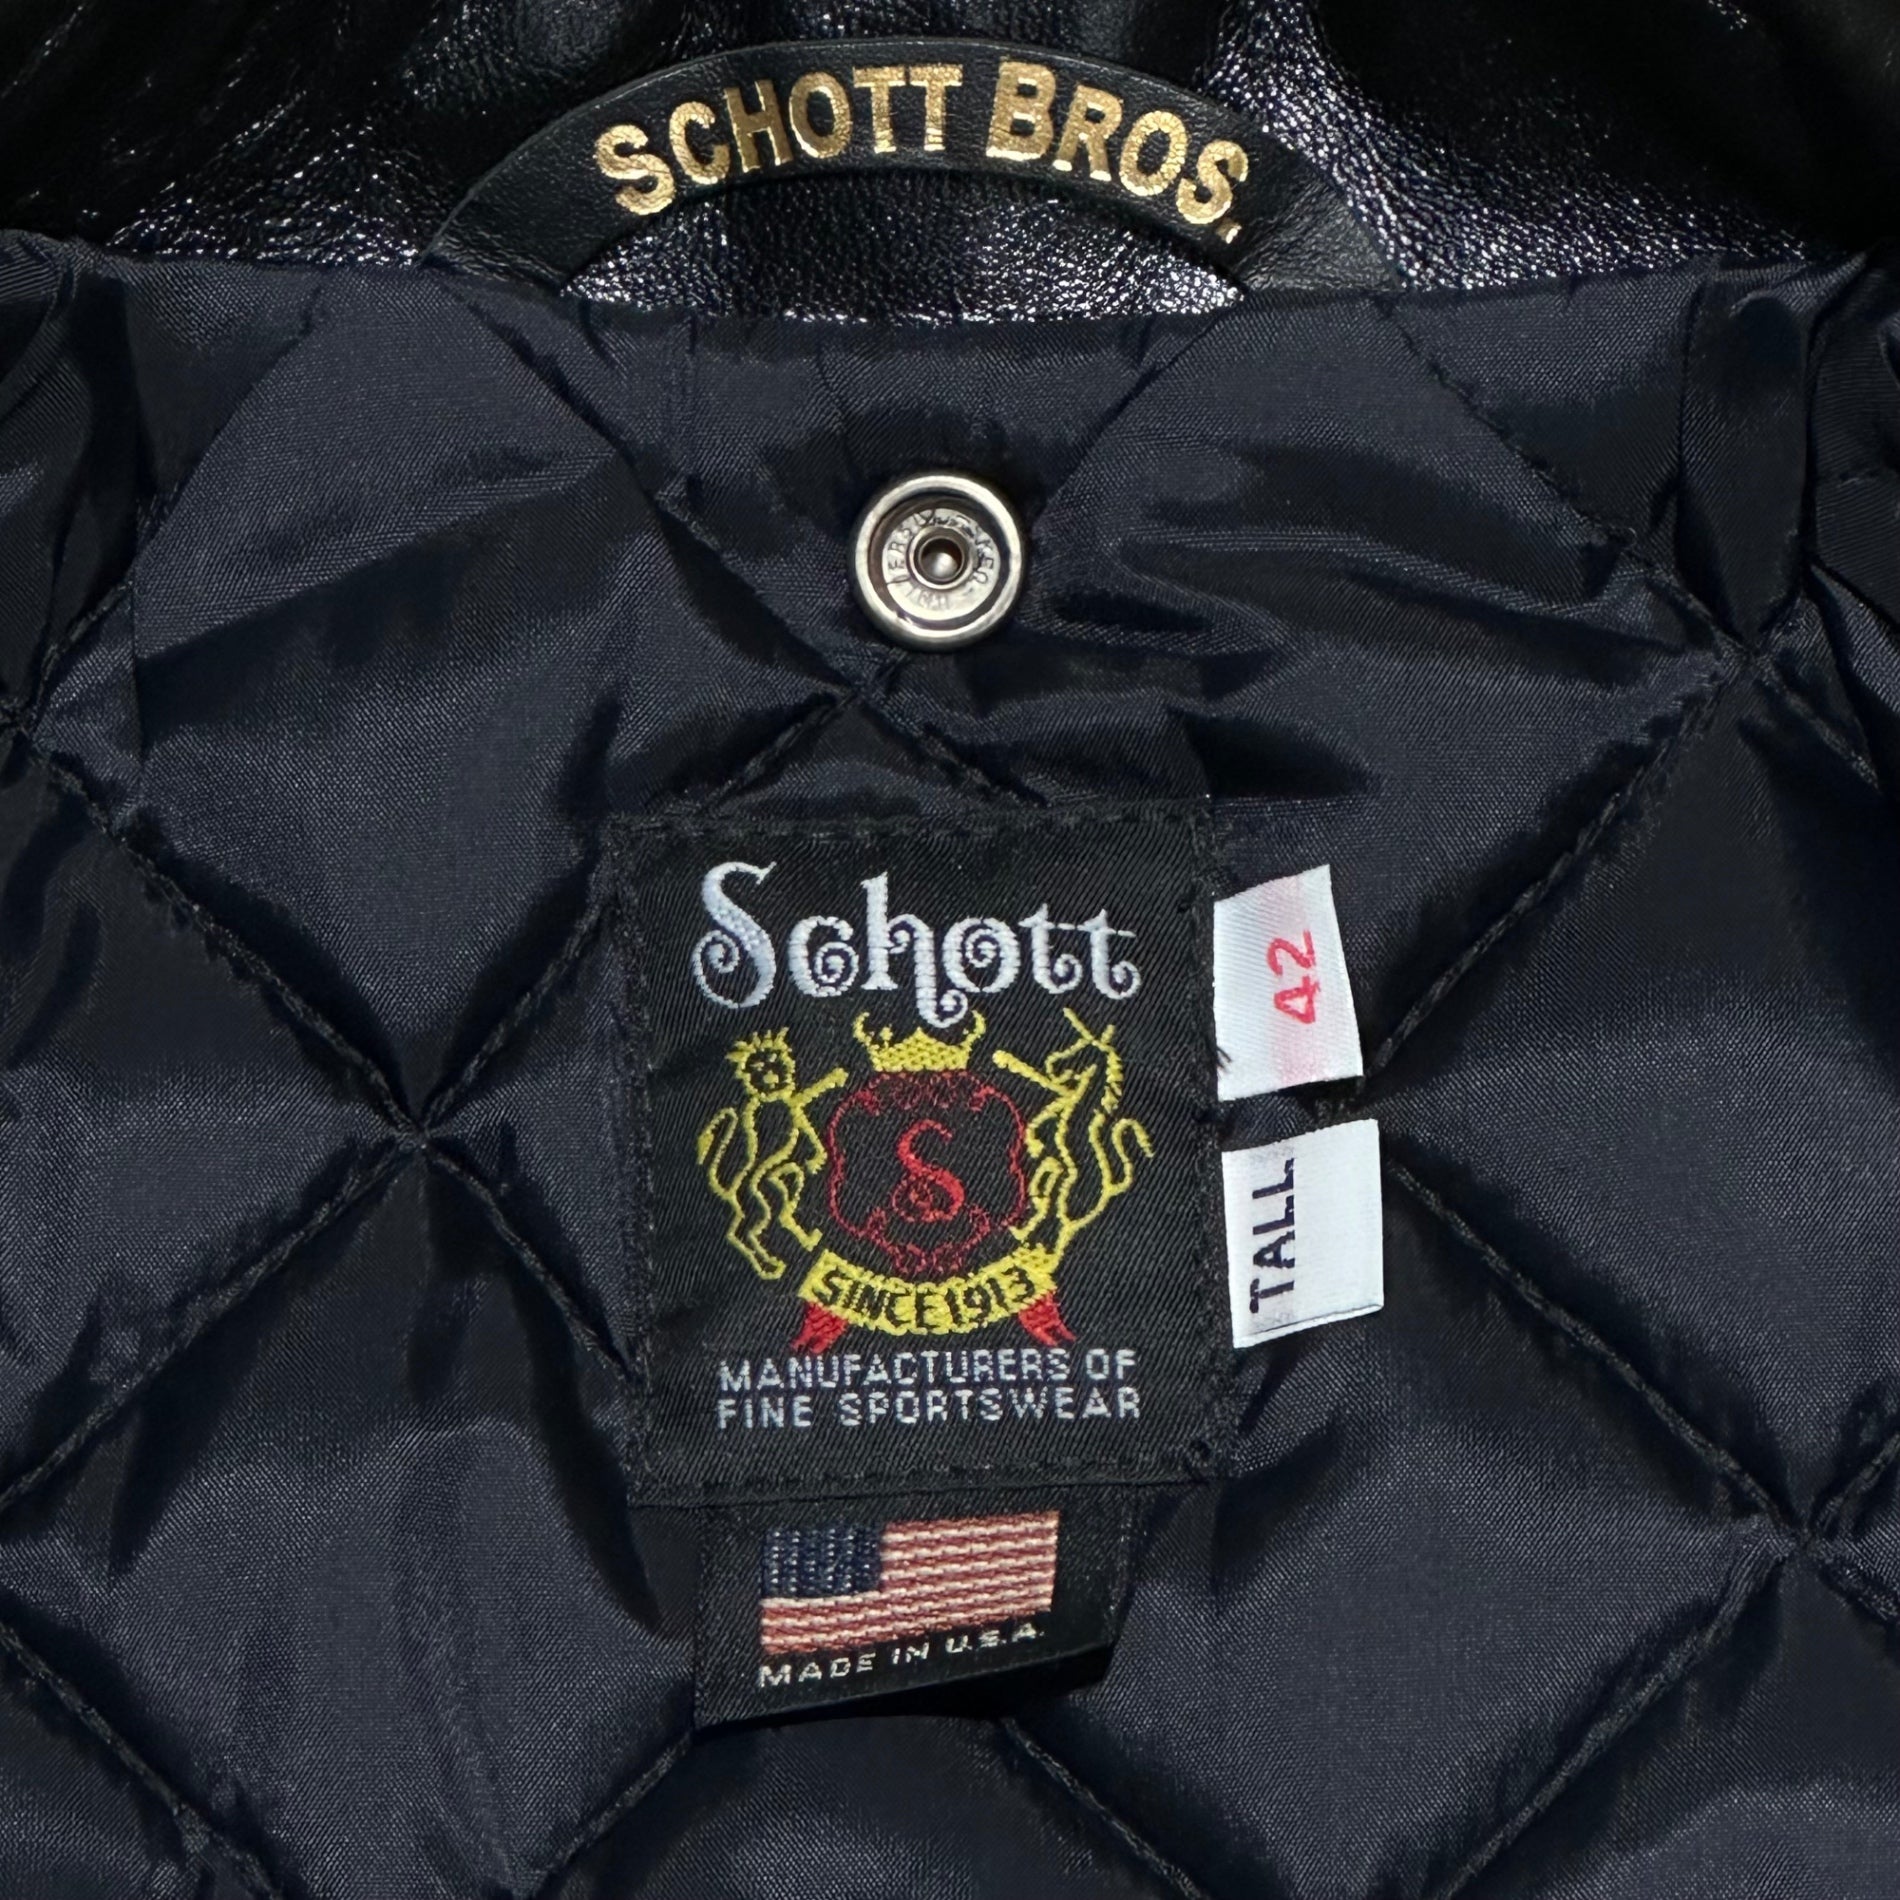 SCHOTT BROS.
Schott
S
SINCE 1913
MANUFACTURERS OF
FINE SPORTSWEAR
42
TALL
MADE IN U.S.A.